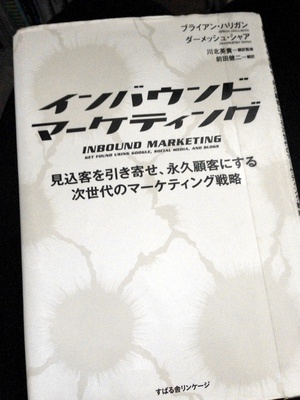 ブライアン・ハリガン
ダーメッシュ・シャア
川北英貴
前田健二
インバウンド
マーケティング
INBOUND MARKETING
GET FOUND USING GOOGLE, SOCIAL MEDIA, AND BLOGS
見込客を引き寄せ、永久顧客にする
次世代のマーケティング戦略
すばる舎リンケージ